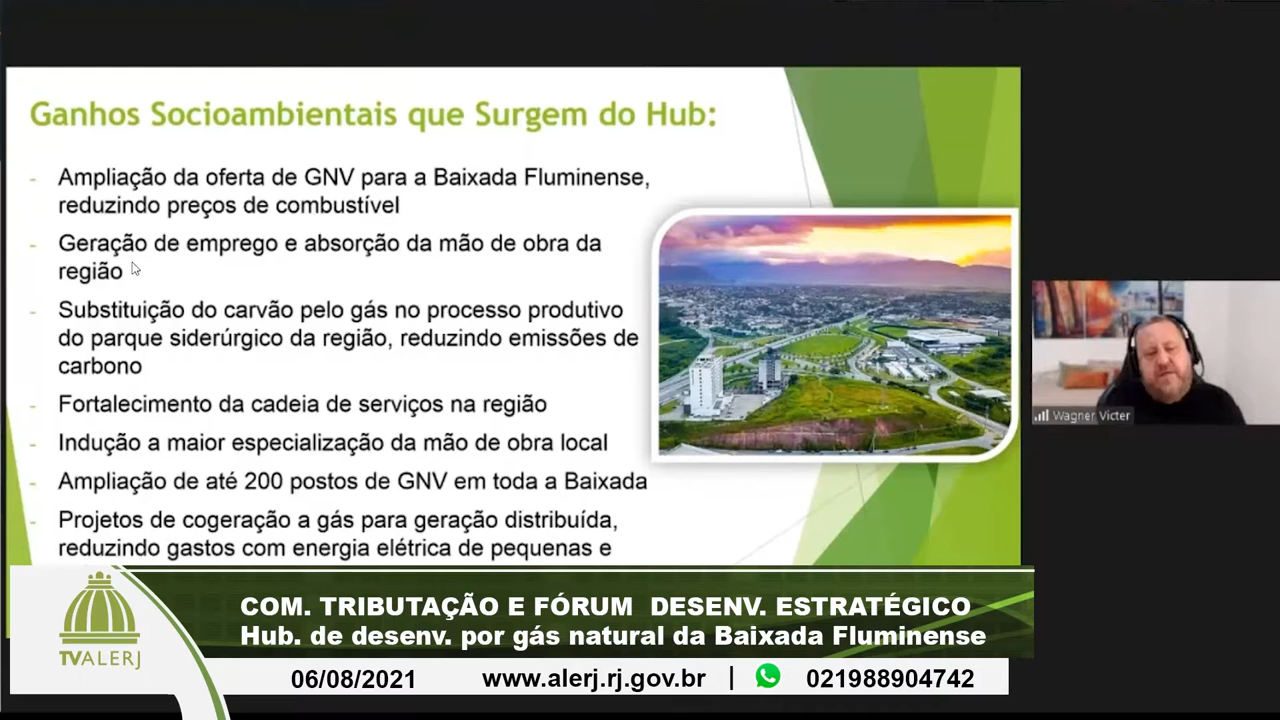 Ganhos Socioambientais que Surgem do Hub:
- Ampliação da oferta de GNV para a Baixada Fluminense,
reduzindo preços de combustível
- Geração de emprego e absorção da mão de obra da
região
- Substituição do carvão pelo gás no processo produtivo
do parque siderúrgico da região, reduzindo emissões de
carbono
- Fortalecimento da cadeia de serviços na região
- Indução a maior especialização da mão de obra local
- Ampliação de até 200 postos de GNV em toda a Baixada
- Projetos de cogeração a gás para geração distribuída,
reduzindo gastos com energia elétrica de pequenas e
Wagner Victer
COM. TRIBUTAÇÃO E FÓRUM DESENV. ESTRATÉGICO
Hub. de desenv. por gás natural da Baixada Fluminense
TVALERJ
06/08/2021 www.alerj.rj.gov.br | 021988904742